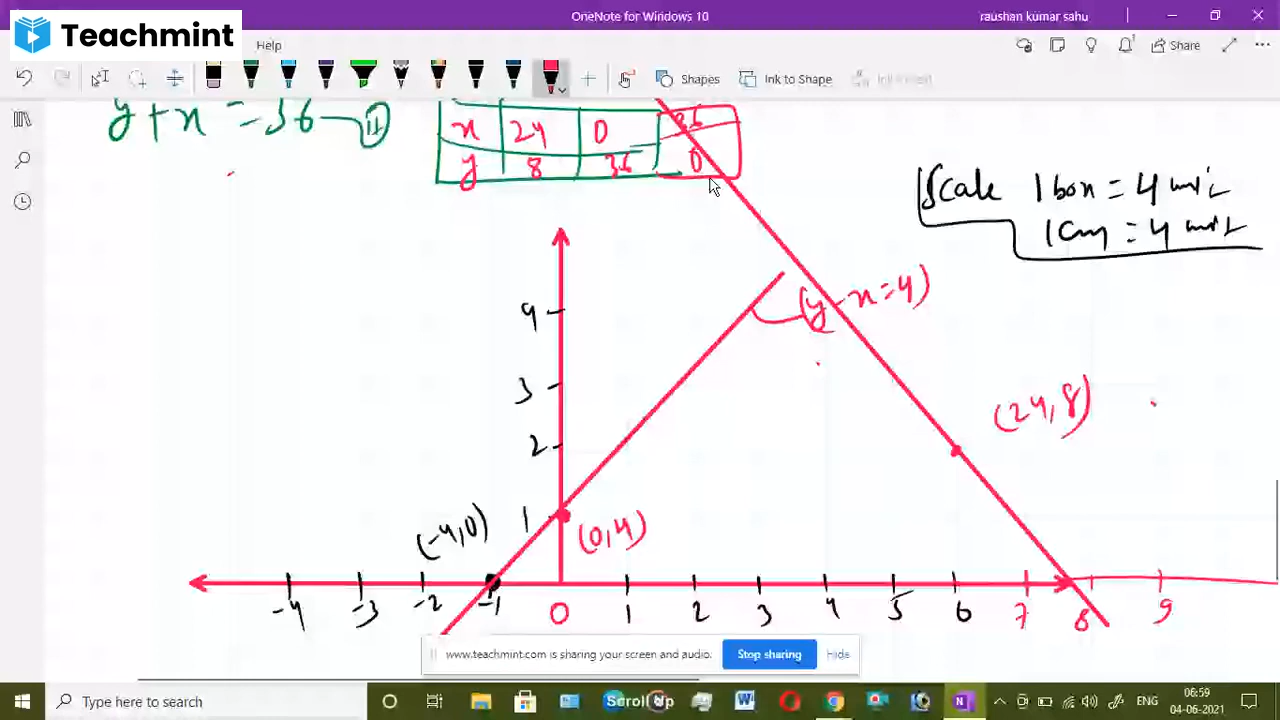 OneNote for Windows 10
raushan kumar sahu
Teachmint
Help
Share
Shapes
Ink to Shape
y + x = 36 — II
x 24 0 36
y 8 36 0
Scale 1 box = 4 unit
1 cm = 4 unit
(y - x = 4)
4
3
(24, 8)
2
(-4, 0)
1
(0, 4)
-4 -3 -2 -1 0 1 2 3 4 5 6 7 8 9
www.teachmint.com is sharing your screen and audio.
Stop sharing
Hide
Type here to search
Scroll Up
ENG
06:59
04-06-2021